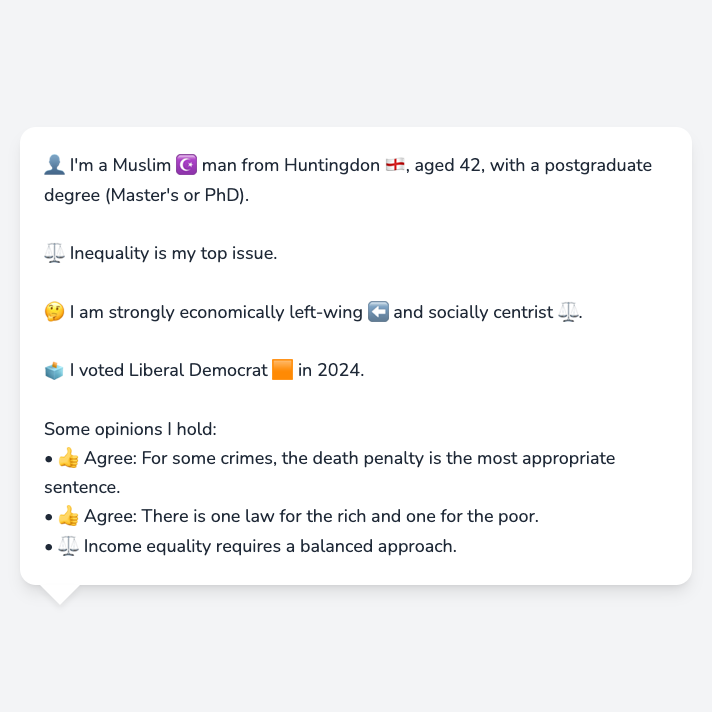 👤 I'm a Muslim ☪️ man from Huntingdon 🏴󠁧󠁢󠁥󠁮󠁧󠁿, aged 42, with a postgraduate
degree (Master's or PhD).
⚖️ Inequality is my top issue.
🤔 I am strongly economically left-wing ⬅️ and socially centrist ⚖️.
🗳️ I voted Liberal Democrat 🟧 in 2024.
Some opinions I hold:
• 👍 Agree: For some crimes, the death penalty is the most appropriate
sentence.
• 👍 Agree: There is one law for the rich and one for the poor.
• ⚖️ Income equality requires a balanced approach.